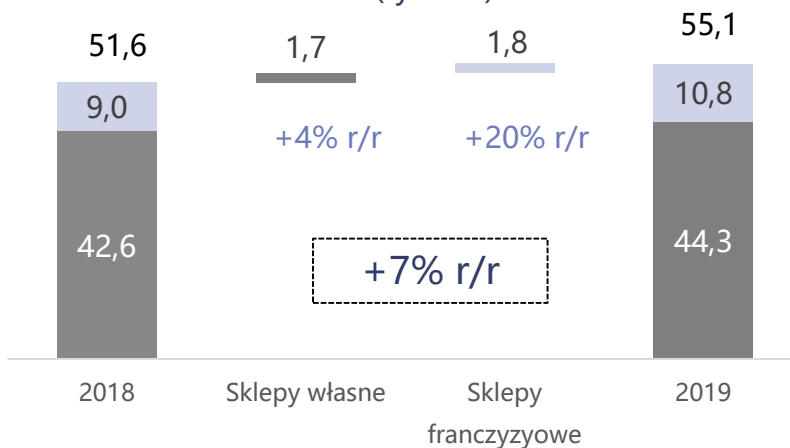 51,6
1,7
1,8
55,1
9,0
10,8
+4% r/r
+20% r/r
42,6
44,3
+7% r/r
2018
Sklepy własne
Sklepy
franczyzyowe
2019